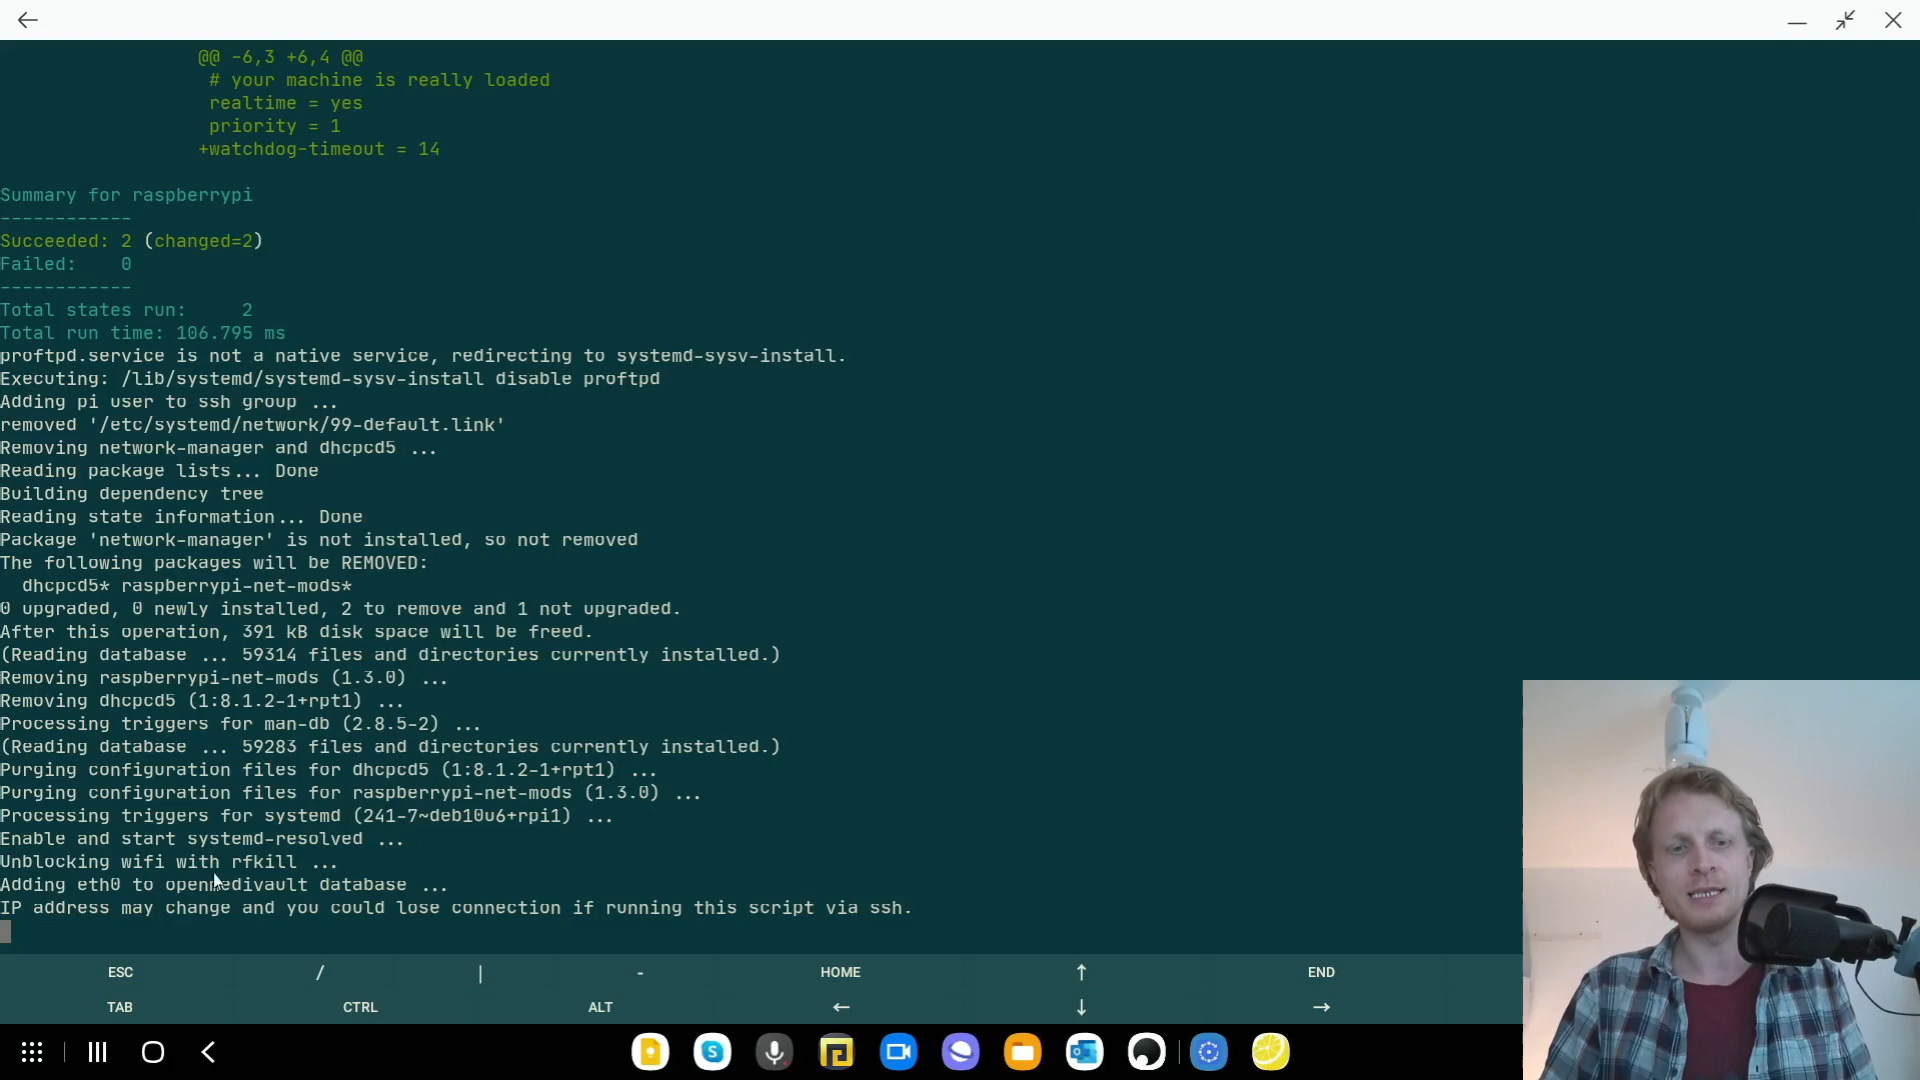 @@ -6,3 +6,4 @@
# your machine is really loaded
realtime = yes
priority = 1
+watchdog-timeout = 14
Summary for raspberrypi
------------
Succeeded: 2 (changed=2)
Failed:    0
------------
Total states run:     2
Total run time: 106.795 ms
proftpd.service is not a native service, redirecting to systemd-sysv-install.
Executing: /lib/systemd/systemd-sysv-install disable proftpd
Adding pi user to ssh group ...
removed '/etc/systemd/network/99-default.link'
Removing network-manager and dhcpcd5 ...
Reading package lists... Done
Building dependency tree
Reading state information... Done
Package 'network-manager' is not installed, so not removed
The following packages will be REMOVED:
  dhcpcd5* raspberrypi-net-mods*
0 upgraded, 0 newly installed, 2 to remove and 1 not upgraded.
After this operation, 391 kB disk space will be freed.
(Reading database ... 59314 files and directories currently installed.)
Removing raspberrypi-net-mods (1.3.0) ...
Removing dhcpcd5 (1:8.1.2-1+rpt1) ...
Processing triggers for man-db (2.8.5-2) ...
(Reading database ... 59283 files and directories currently installed.)
Purging configuration files for dhcpcd5 (1:8.1.2-1+rpt1) ...
Purging configuration files for raspberrypi-net-mods (1.3.0) ...
Processing triggers for systemd (241-7~deb10u6+rpi1) ...
Enable and start systemd-resolved ...
Unblocking wifi with rfkill ...
Adding eth0 to openmedivault database ...
IP address may change and you could lose connection if running this script via ssh.
ESC / | - HOME ↑ END
TAB CTRL ALT ← ↓ →